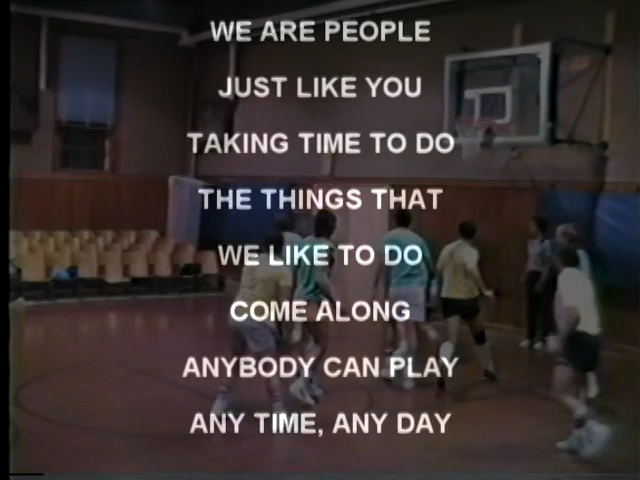 WE ARE PEOPLE
JUST LIKE YOU
TAKING TIME TO DO
THE THINGS THAT
WE LIKE TO DO
COME ALONG
ANYBODY CAN PLAY
ANY TIME, ANY DAY